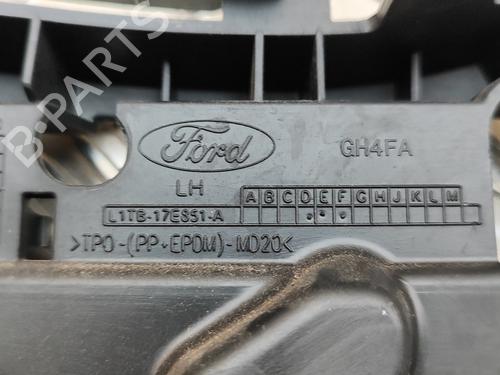 B-PARTS
Ford
GH4FA
LH
A B C D E F G H J K L M
L1TB-17E851-A
>TPO-(PP+EPDM)-MD20<